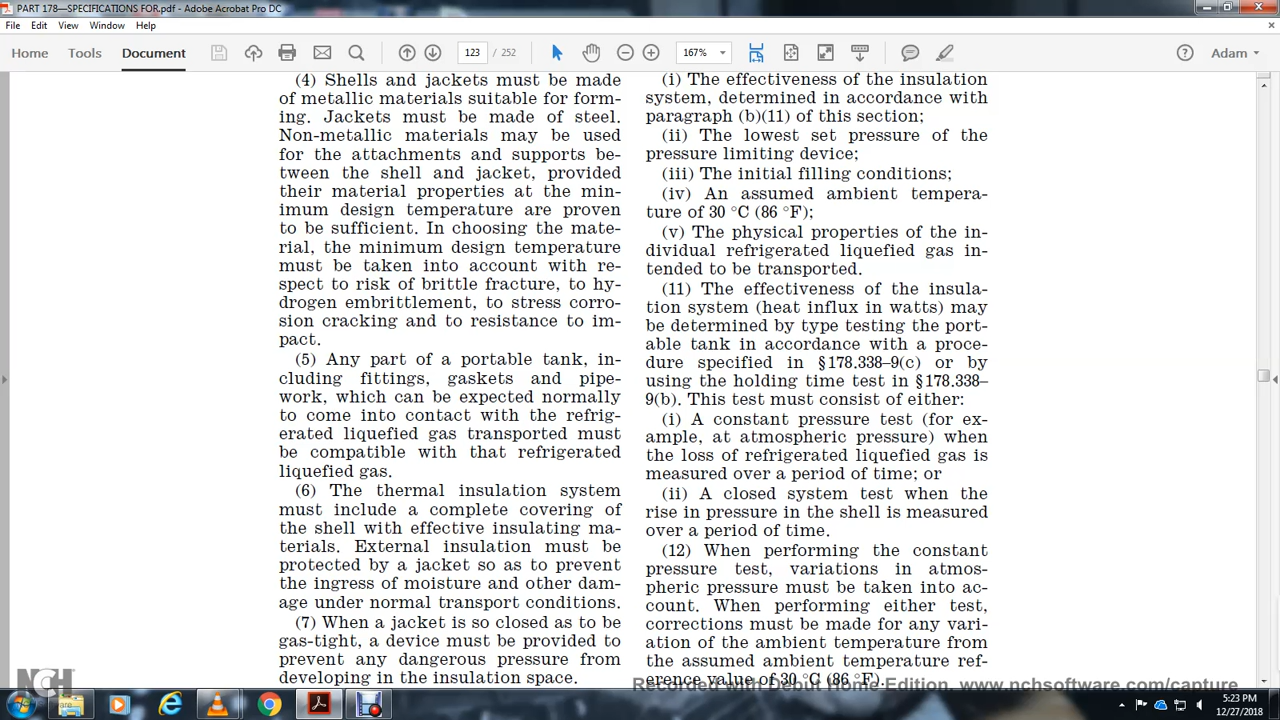 PART 178—SPECIFICATIONS FOR.pdf - Adobe Acrobat Pro DC
File Edit View Window Help
Home Tools Document 123 / 252 167% Adam
(4) Shells and jackets must be made
of metallic materials suitable for form-
ing. Jackets must be made of steel.
Non-metallic materials may be used
for the attachments and supports be-
tween the shell and jacket, provided
their material properties at the min-
imum design temperature are proven
to be sufficient. In choosing the mate-
rial, the minimum design temperature
must be taken into account with re-
spect to risk of brittle fracture, to hy-
drogen embrittlement, to stress corro-
sion cracking and to resistance to im-
pact.
(5) Any part of a portable tank, in-
cluding fittings, gaskets and pipe-
work, which can be expected normally
to come into contact with the refrig-
erated liquefied gas transported must
be compatible with that refrigerated
liquefied gas.
(6) The thermal insulation system
must include a complete covering of
the shell with effective insulating ma-
terials. External insulation must be
protected by a jacket so as to prevent
the ingress of moisture and other dam-
age under normal transport conditions.
(7) When a jacket is so closed as to be
gas-tight, a device must be provided to
prevent any dangerous pressure from
developing in the insulation space.
(i) The effectiveness of the insulation
system, determined in accordance with
paragraph (b)(11) of this section;
(ii) The lowest set pressure of the
pressure limiting device;
(iii) The initial filling conditions;
(iv) An assumed ambient tempera-
ture of 30 °C (86 °F);
(v) The physical properties of the in-
dividual refrigerated liquefied gas in-
tended to be transported.
(11) The effectiveness of the insula-
tion system (heat influx in watts) may
be determined by type testing the port-
able tank in accordance with a proce-
dure specified in §178.338–9(c) or by
using the holding time test in §178.338–
9(b). This test must consist of either:
(i) A constant pressure test (for ex-
ample, at atmospheric pressure) when
the loss of refrigerated liquefied gas is
measured over a period of time; or
(ii) A closed system test when the
rise in pressure in the shell is measured
over a period of time.
(12) When performing the constant
pressure test, variations in atmos-
pheric pressure must be taken into ac-
count. When performing either test,
corrections must be made for any vari-
ation of the ambient temperature from
the assumed ambient temperature ref-
erence value of 30 °C (86 °F).
Recorded with Debut Home Edition. www.nchsoftware.com/capture
NCH
5:23 PM
12/27/2018